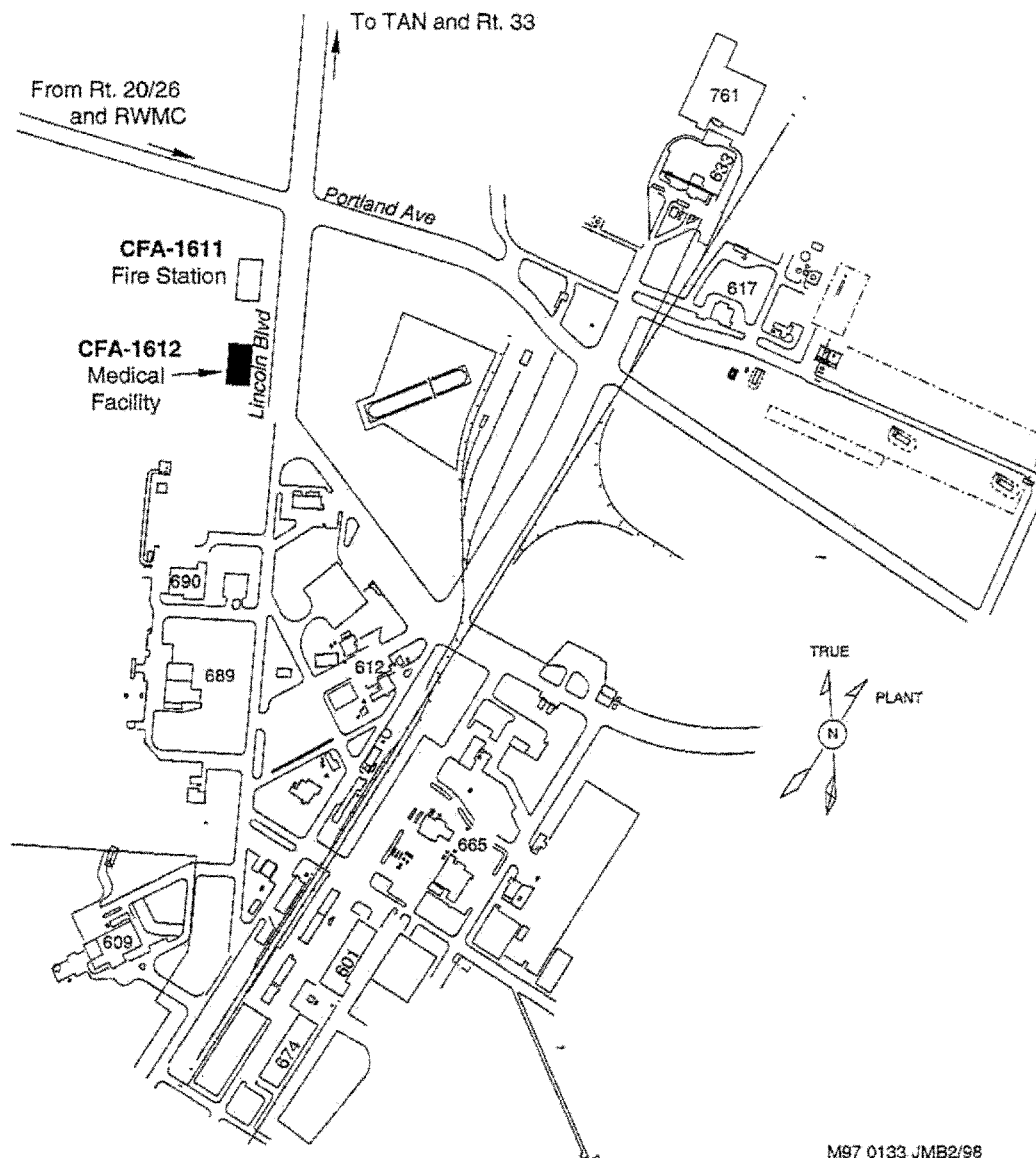 To TAN and Rt. 33
From Rt. 20/26
and RWMC
761
633
Portland Ave
CFA-1611
Fire Station
617
CFA-1612
Medical
Facility
Lincoln Blvd
690
612
689
TRUE
PLANT
N
665
609
601
674
M97 0133 JMB2/98